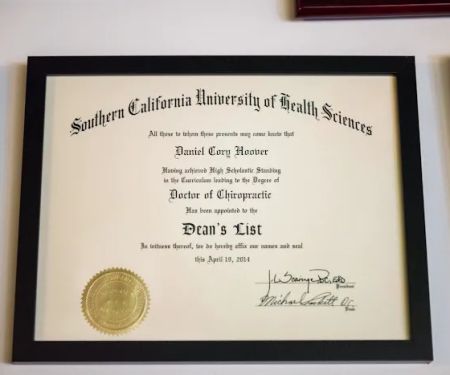 Southern California University of Health Sciences
All those to whom these presents may come know that
Daniel Cory Hoover
Having achieved High Scholastic Standing
in the Curriculum leading to the Degree of
Doctor of Chiropractic
Has been appointed to the
Dean's List
In witness thereof, we do hereby affix our names and seal
this April 19, 2014
President
Dean